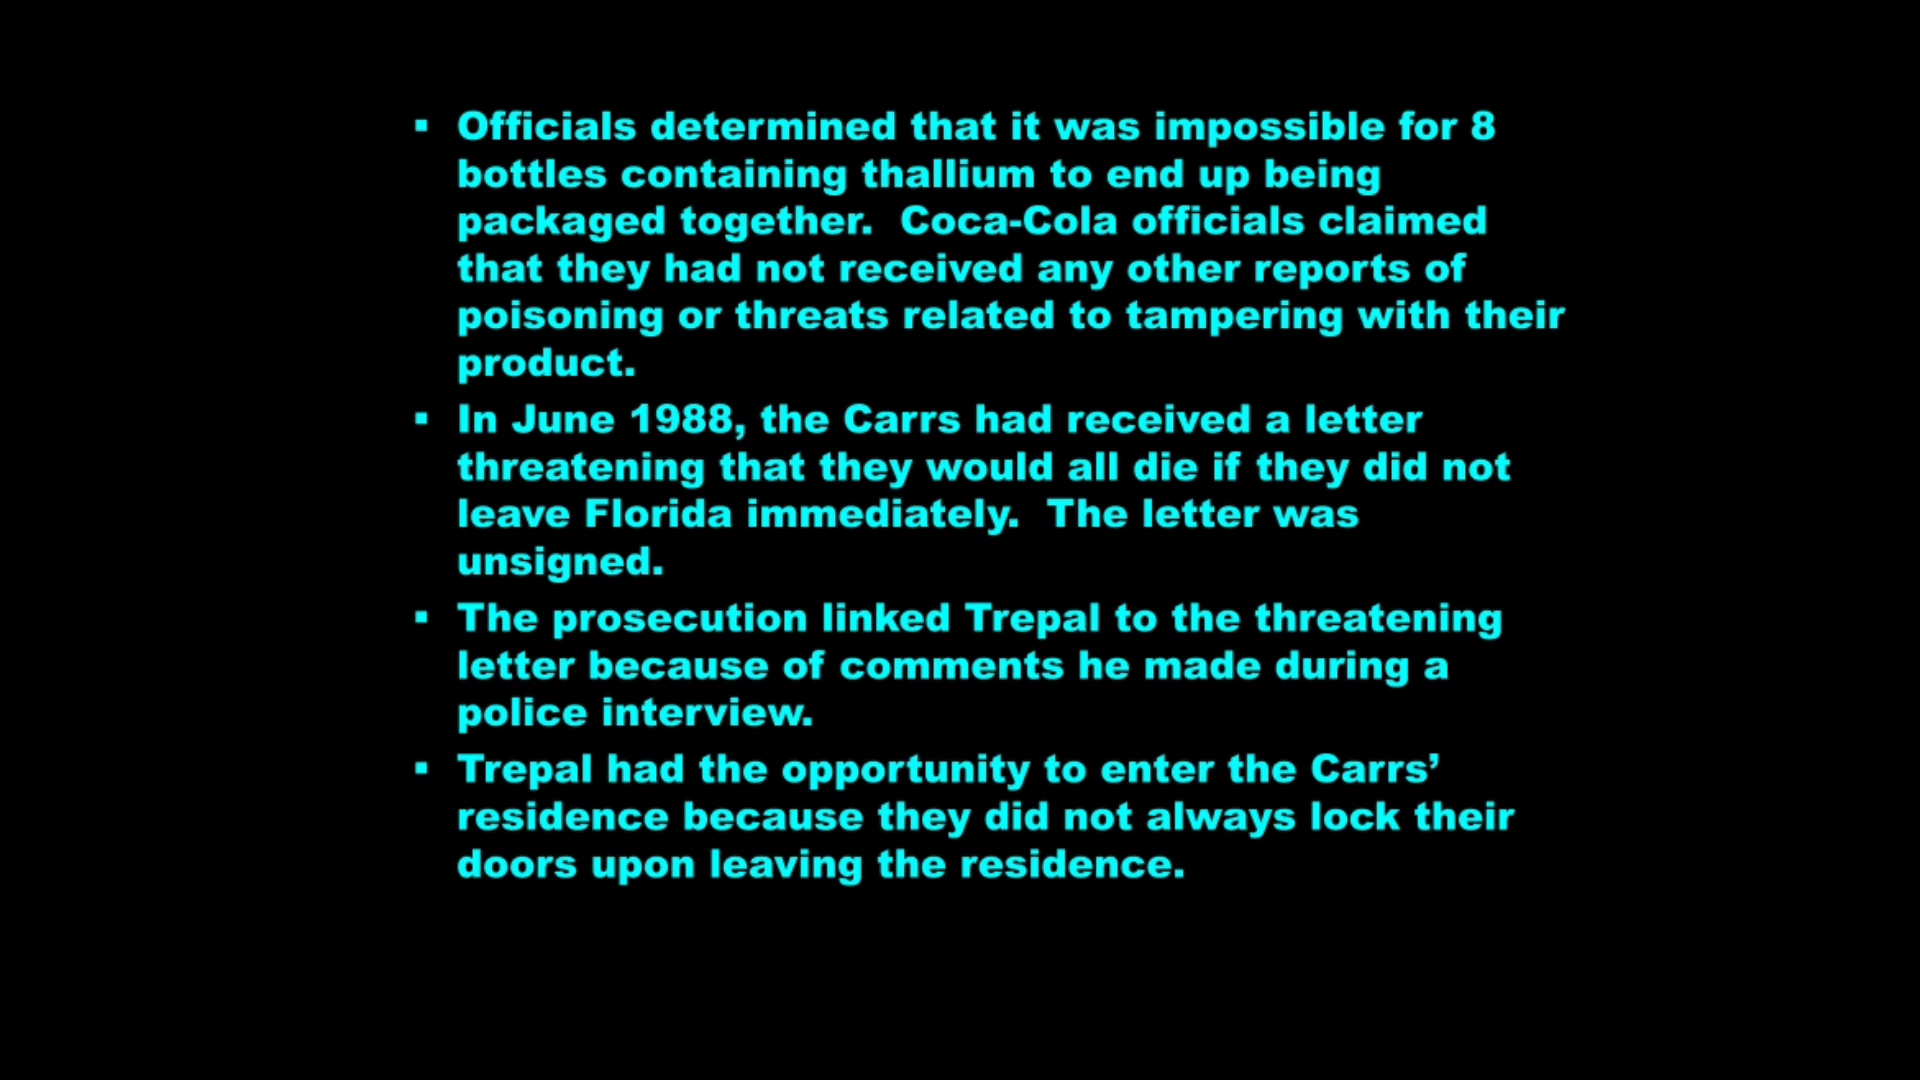 ▪ Officials determined that it was impossible for 8
bottles containing thallium to end up being
packaged together.  Coca-Cola officials claimed
that they had not received any other reports of
poisoning or threats related to tampering with their
product.
▪ In June 1988, the Carrs had received a letter
threatening that they would all die if they did not
leave Florida immediately.  The letter was
unsigned.
▪ The prosecution linked Trepal to the threatening
letter because of comments he made during a
police interview.
▪ Trepal had the opportunity to enter the Carrs’
residence because they did not always lock their
doors upon leaving the residence.